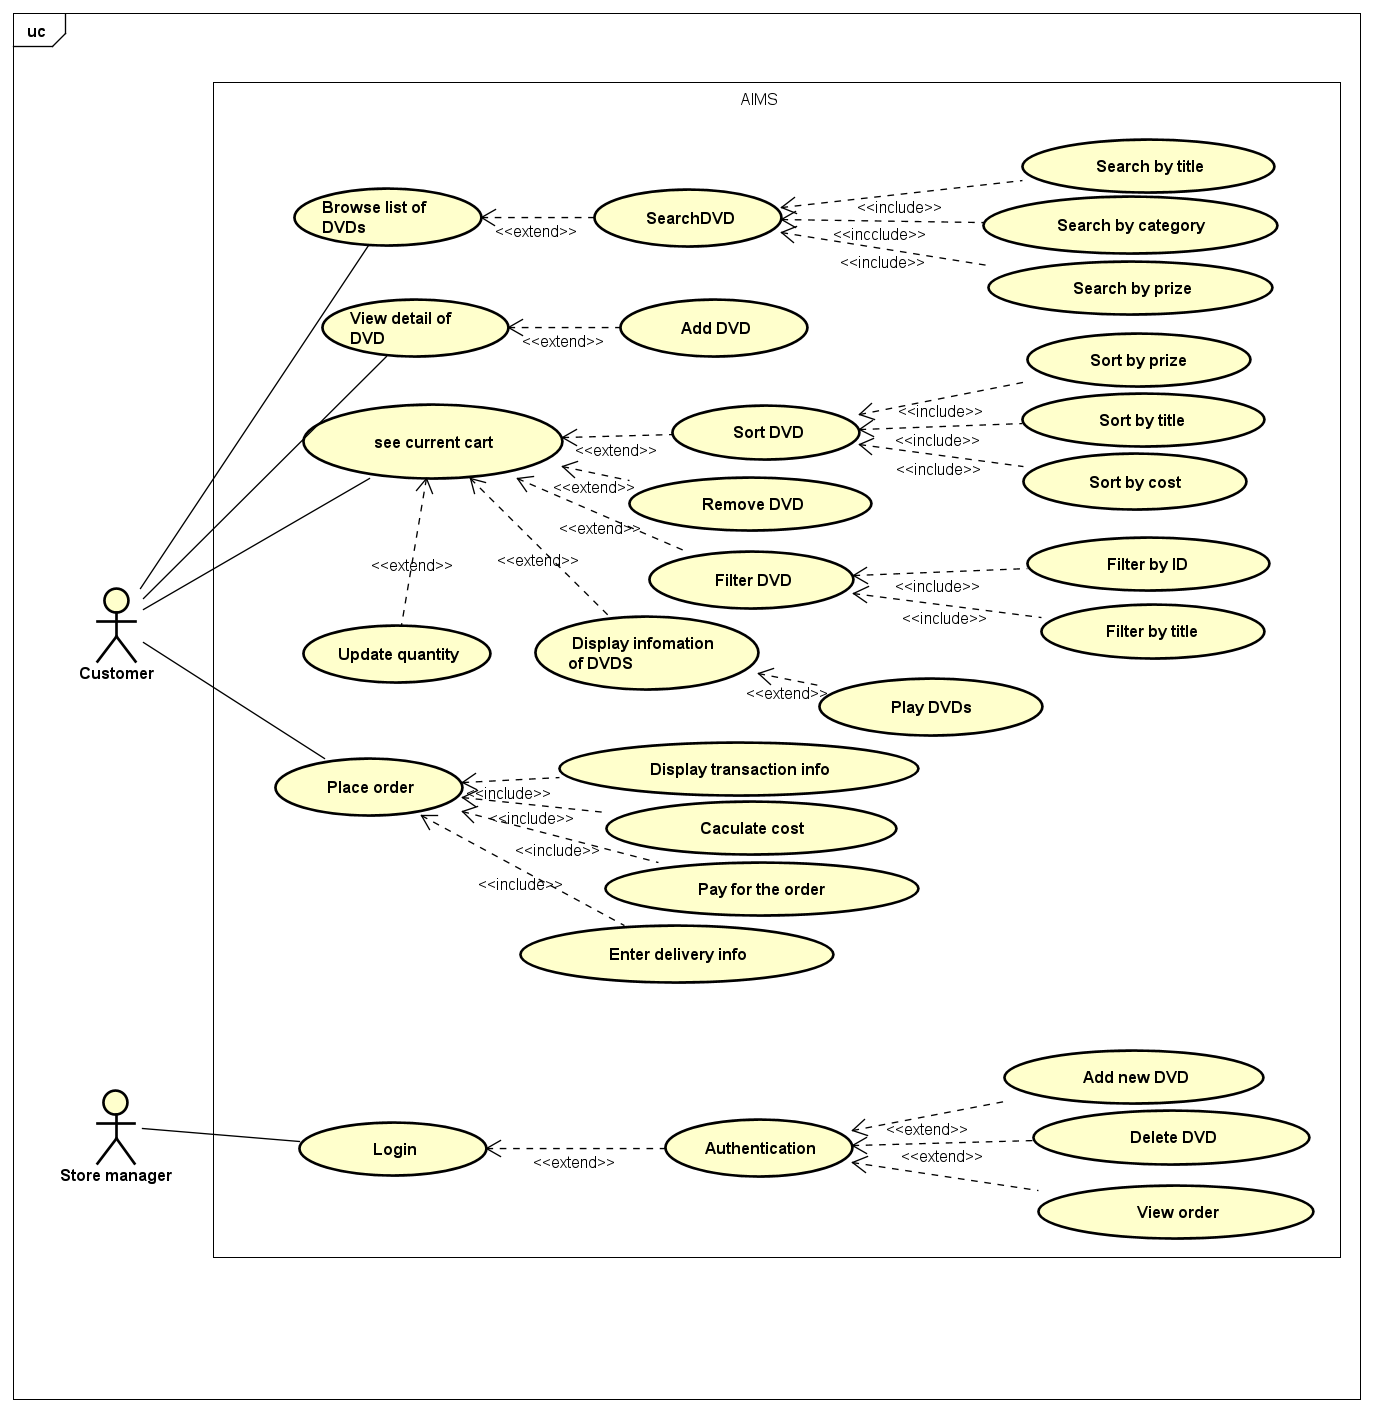 uc
AIMS
Search by title
Browse list of
DVDs
SearchDVD
<<include>>
<<extend>>
Search by category
<<incclude>>
<<include>>
Search by prize
View detail of
DVD
Add DVD
<<extend>>
Sort by prize
<<include>>
Sort by title
see current cart
Sort DVD
<<include>>
<<extend>>
<<include>>
Sort by cost
<<extend>>
Remove DVD
<<extend>>
<<extend>>
<<extend>>
Filter DVD
Filter by ID
<<include>>
<<include>>
Filter by title
Update quantity
Display infomation
of DVDS
Customer
<<extend>>
Play DVDs
Display transaction info
Place order
<<include>>
<<include>>
Caculate cost
<<include>>
<<include>>
Pay for the order
Enter delivery info
Add new DVD
<<extend>>
Delete DVD
Login
Authentication
<<extend>>
<<extend>>
Store manager
View order